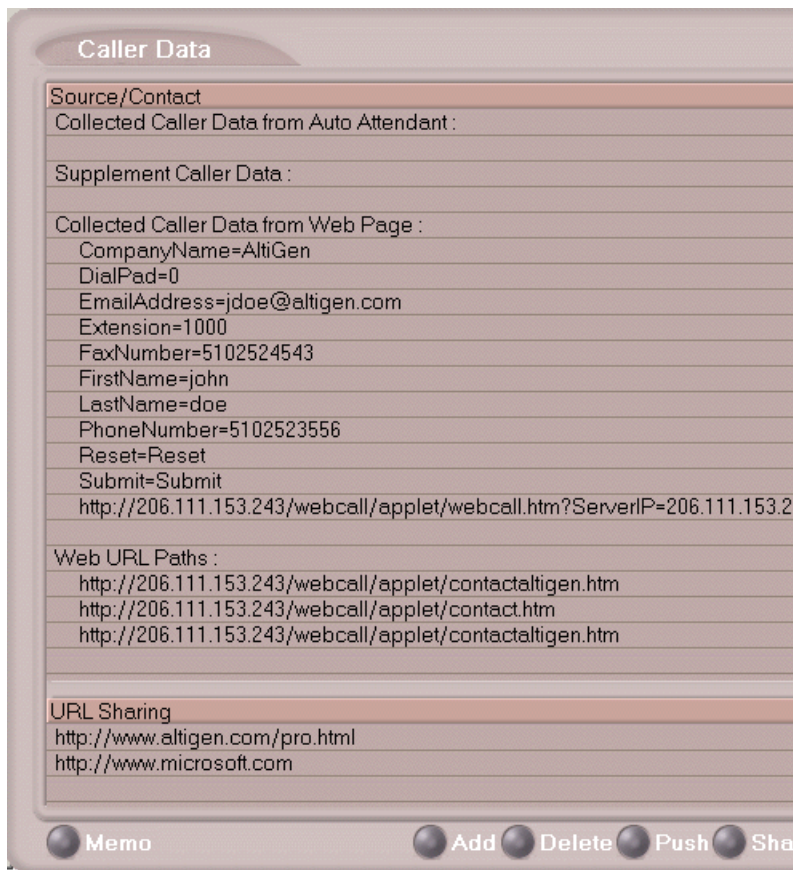 Caller Data
Source/Contact
Collected Caller Data from Auto Attendant :
Supplement Caller Data :
Collected Caller Data from Web Page :
CompanyName=AltiGen
DialPad=0
EmailAddress=jdoe@altigen.com
Extension=1000
FaxNumber=5102524543
FirstName=john
LastName=doe
PhoneNumber=5102523556
Reset=Reset
Submit=Submit
http://206.111.153.243/webcall/applet/webcall.htm?ServerIP=206.111.153.2
Web URL Paths :
http://206.111.153.243/webcall/applet/contactaltigen.htm
http://206.111.153.243/webcall/applet/contact.htm
http://206.111.153.243/webcall/applet/contactaltigen.htm
URL Sharing
http://www.altigen.com/pro.html
http://www.microsoft.com
Memo Add Delete Push Sha